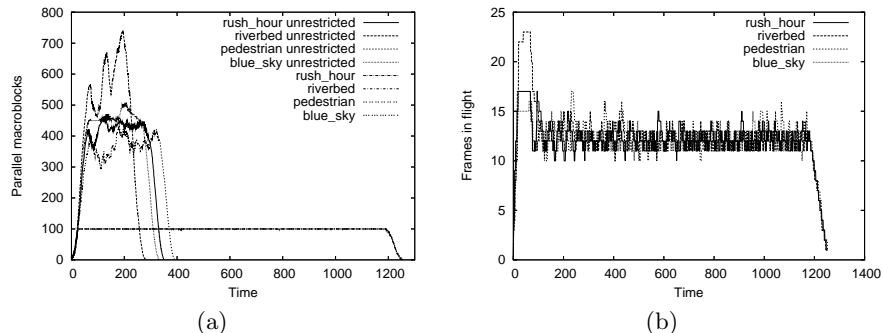 Parallel macroblocks
800
700
600
500
400
300
200
100
0
rush_hour unrestricted
riverbed unrestricted
pedestrian unrestricted
blue_sky unrestricted
rush_hour
riverbed
pedestrian
blue_sky
0 200 400 600 800 1000 1200
Time
(a)
Frames in flight
25
20
15
10
5
0
rush_hour
riverbed
pedestrian
blue_sky
0 200 400 600 800 1000 1200 1400
Time
(b)